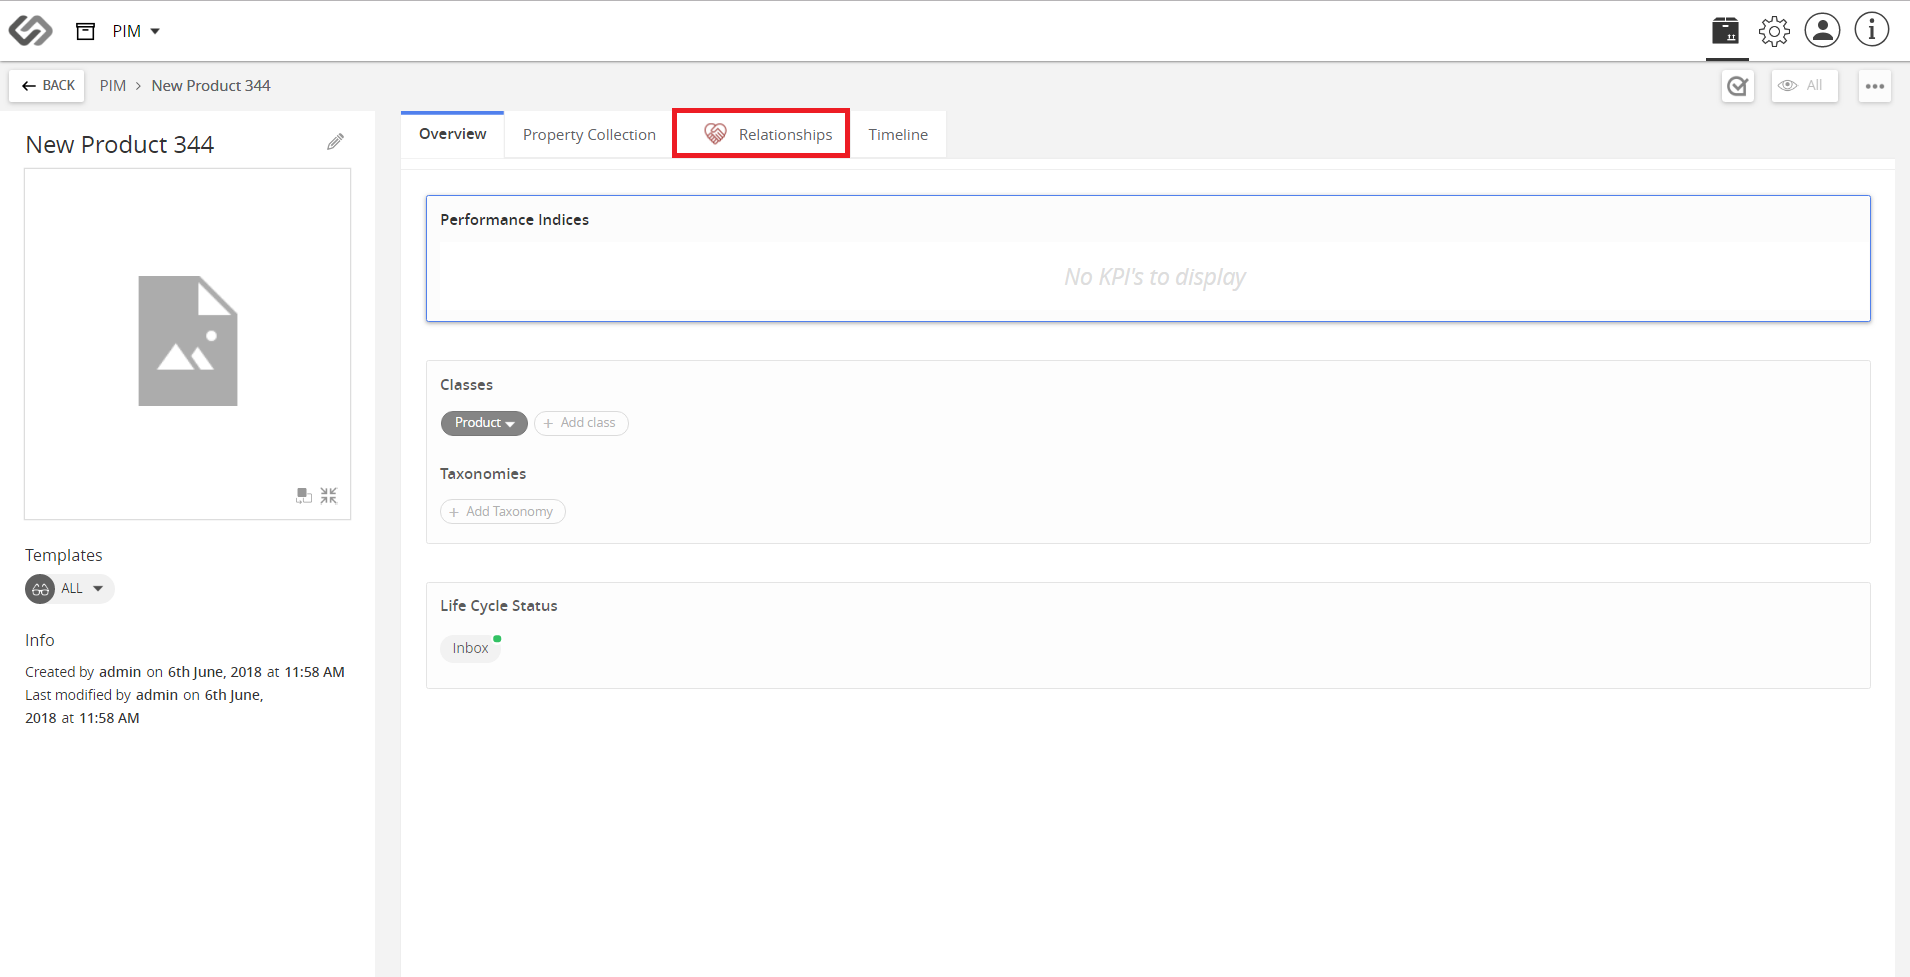 PIM
BACK
PIM > New Product 344
All
New Product 344
Overview
Property Collection
Relationships
Timeline
Performance Indices
No KPI's to display
Classes
Product
+ Add class
Taxonomies
+ Add Taxonomy
Life Cycle Status
Inbox
Templates
ALL
Info
Created by admin on 6th June, 2018 at 11:58 AM
Last modified by admin on 6th June,
2018 at 11:58 AM